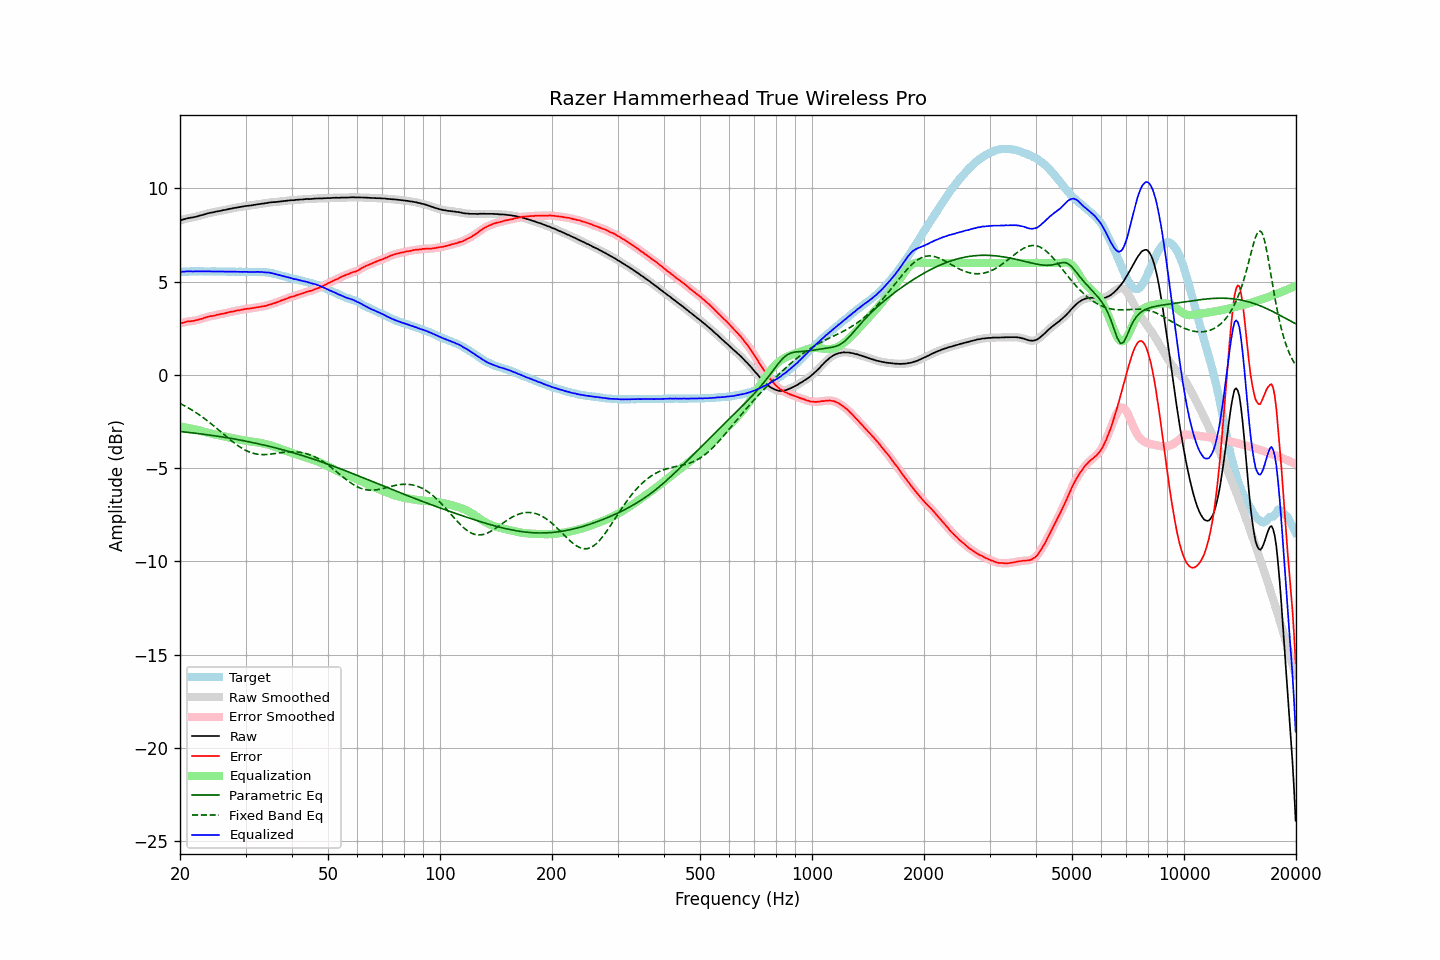 Razer Hammerhead True Wireless Pro
Amplitude (dBr)
10
5
0
−5
−10
−15
−20
−25
Target
Raw Smoothed
Error Smoothed
Raw
Error
Equalization
Parametric Eq
Fixed Band Eq
Equalized
20 50 100 200 500 1000 2000 5000 10000 20000
Frequency (Hz)